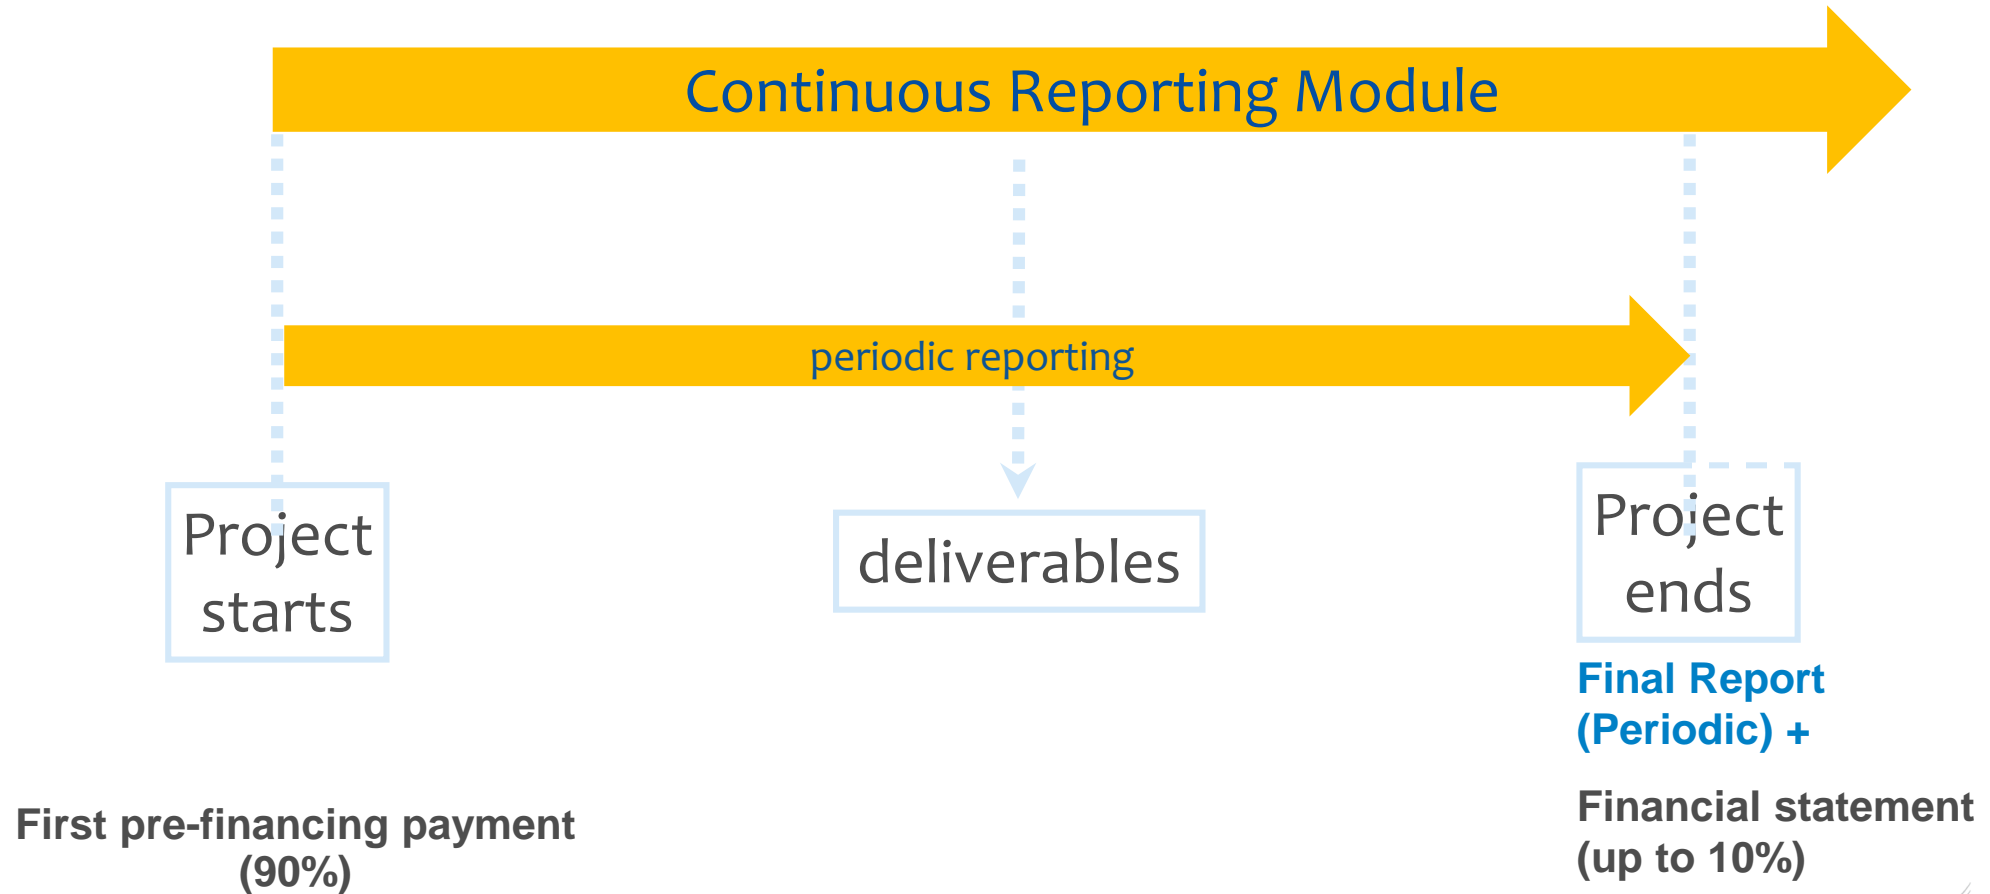 Continuous Reporting Module
periodic reporting
Project
starts
deliverables
Project
ends
Final Report
(Periodic) +
First pre-financing payment
(90%)
Financial statement
(up to 10%)